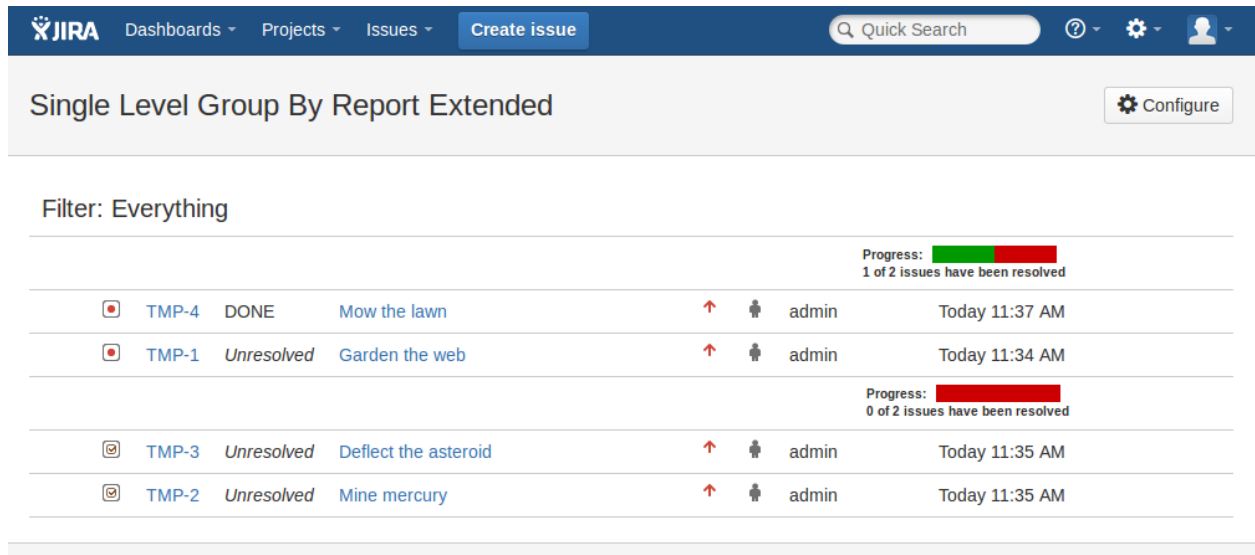 JIRA Dashboards Projects Issues Create issue Quick Search
Single Level Group By Report Extended Configure
Filter: Everything
Progress:
1 of 2 issues have been resolved
TMP-4 DONE Mow the lawn admin Today 11:37 AM
TMP-1 Unresolved Garden the web admin Today 11:34 AM
Progress:
0 of 2 issues have been resolved
TMP-3 Unresolved Deflect the asteroid admin Today 11:35 AM
TMP-2 Unresolved Mine mercury admin Today 11:35 AM